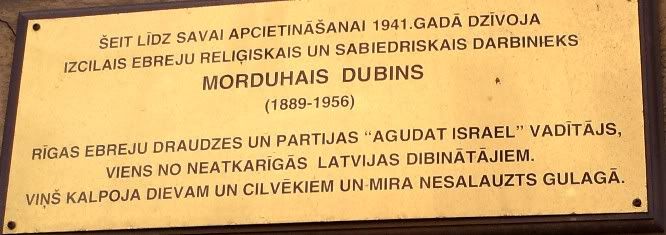 ŠEIT LĪDZ SAVAI APCIETINĀŠANAI 1941.GADĀ DZĪVOJA
IZCILAIS EBREJU RELIĢISKAIS UN SABIEDRISKAIS DARBINIEKS
MORDUHAIS DUBINS
(1889-1956)
RĪGAS EBREJU DRAUDZES UN PARTIJAS “AGUDAT ISRAEL” VADĪTĀJS,
VIENS NO NEATKARĪGĀS LATVIJAS DIBINĀTĀJIEM.
VIŅŠ KALPOJA DIEVAM UN CILVĒKIEM UN MIRA NESALAUZTS GULAGĀ.